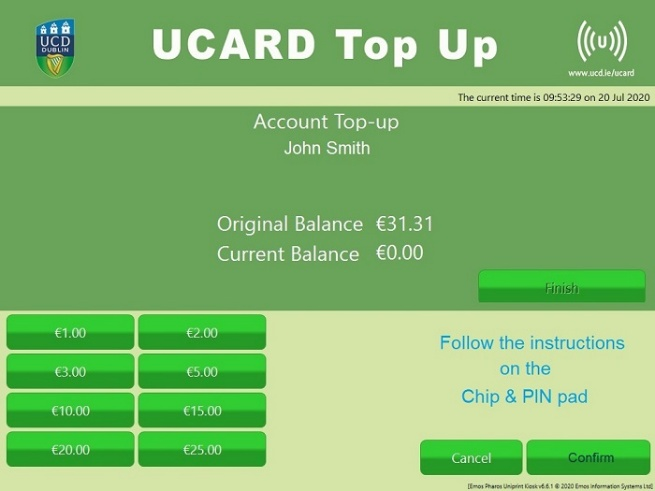 UCD
DUBLIN
UCARD Top Up
u
www.ucd.ie/ucard
The current time is 09:53:29 on 20 Jul 2020
Account Top-up
John Smith
Original Balance €31.31
Current Balance €0.00
Finish
€1.00 €2.00
€3.00 €5.00
€10.00 €15.00
€20.00 €25.00
Follow the instructions
on the
Chip & PIN pad
Cancel Confirm
[Emos Pharos Uniprint Kiosk v6.8.1 © 2020 Emos Information Systems Ltd]